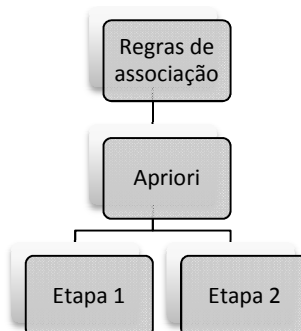 Regras de
associação
Apriori
Etapa 1
Etapa 2